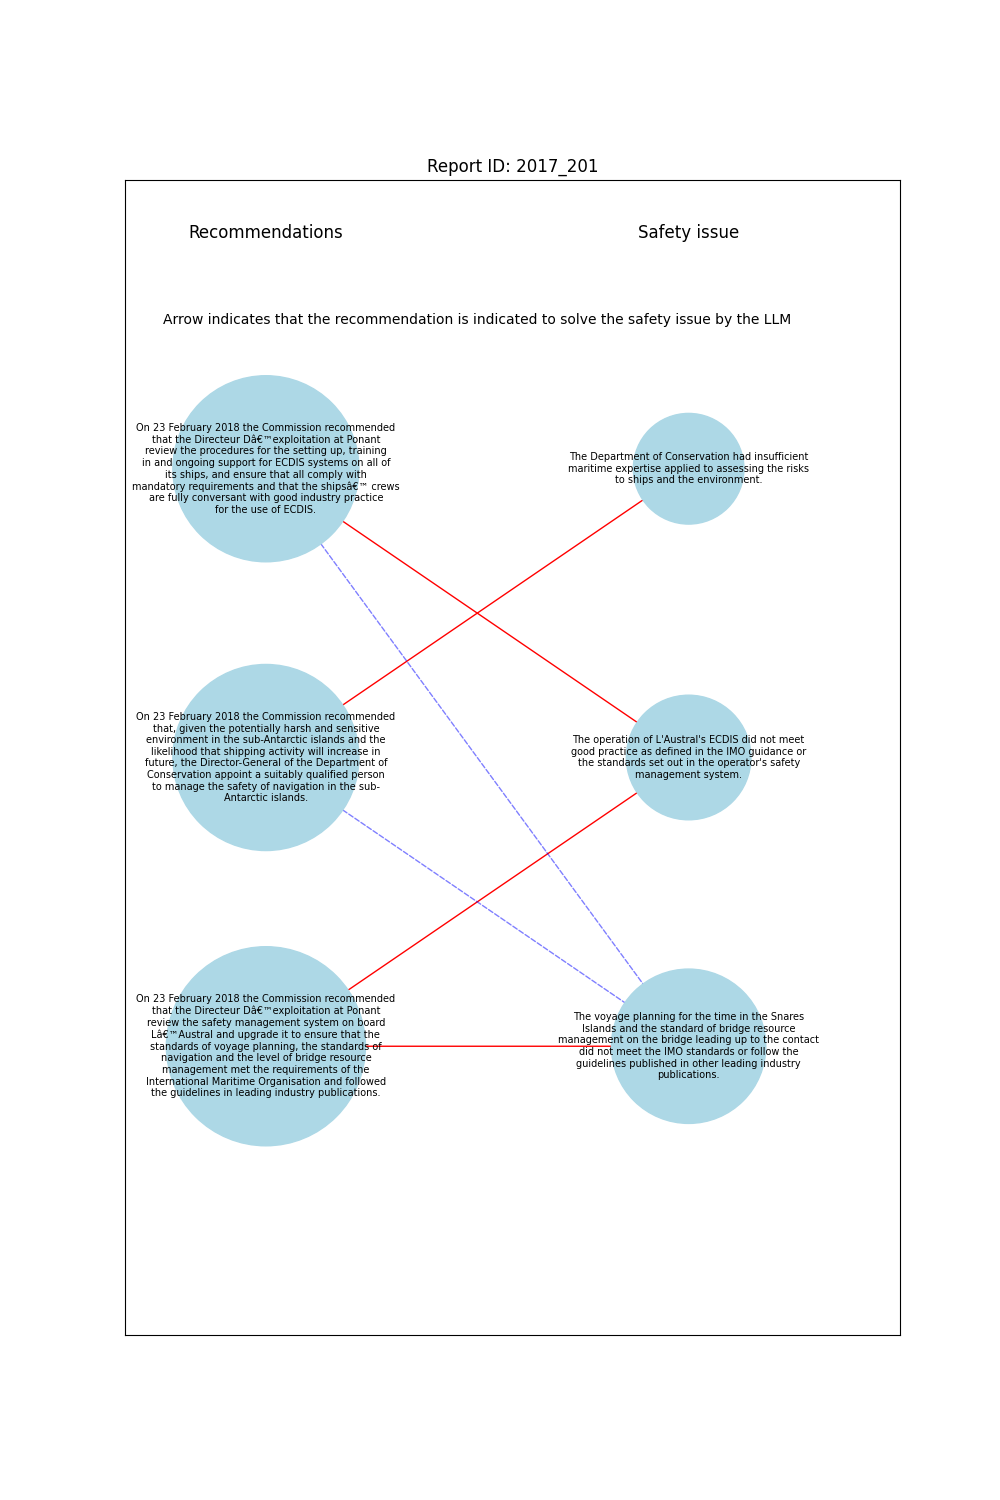 Report ID: 2017_201
Recommendations
Safety issue
Arrow indicates that the recommendation is indicated to solve the safety issue by the LLM
On 23 February 2018 the Commission recommended
that the Directeur Dâ€™exploitation at Ponant
review the procedures for the setting up, training
in and ongoing support for ECDIS systems on all of
its ships, and ensure that all comply with
mandatory requirements and that the shipsâ€™ crews
are fully conversant with good industry practice
for the use of ECDIS.
The Department of Conservation had insufficient
maritime expertise applied to assessing the risks
to ships and the environment.
On 23 February 2018 the Commission recommended
that, given the potentially harsh and sensitive
environment in the sub-Antarctic islands and the
likelihood that shipping activity will increase in
future, the Director-General of the Department of
Conservation appoint a suitably qualified person
to manage the safety of navigation in the sub-
Antarctic islands.
The operation of L'Austral's ECDIS did not meet
good practice as defined in the IMO guidance or
the standards set out in the operator's safety
management system.
On 23 February 2018 the Commission recommended
that the Directeur Dâ€™exploitation at Ponant
review the safety management system on board
Lâ€™Austral and upgrade it to ensure that the
standards of voyage planning, the standards of
navigation and the level of bridge resource
management met the requirements of the
International Maritime Organisation and followed
the guidelines in leading industry publications.
The voyage planning for the time in the Snares
Islands and the standard of bridge resource
management on the bridge leading up to the contact
did not meet the IMO standards or follow the
guidelines published in other leading industry
publications.